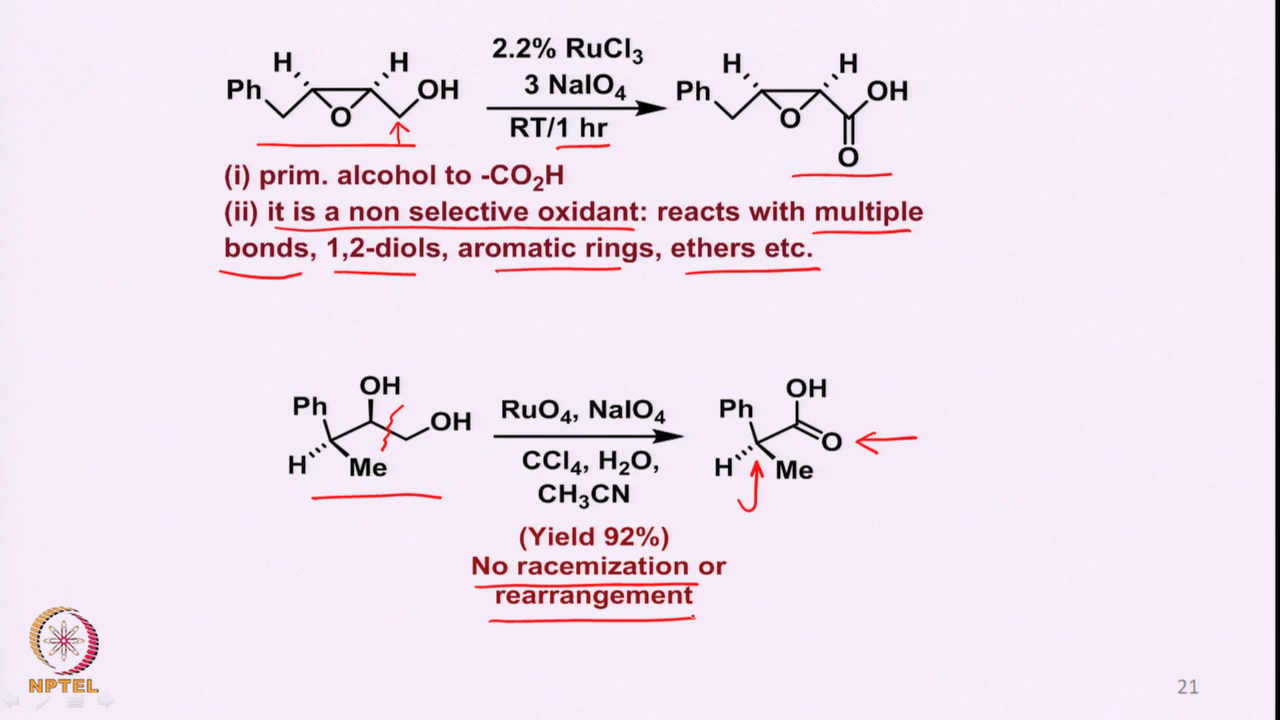 H H H H
Ph O OH 2.2% RuCl3 Ph O OH
3 NaIO4 O
RT/1 hr
(i) prim. alcohol to -CO2H
(ii) it is a non selective oxidant: reacts with multiple
bonds, 1,2-diols, aromatic rings, ethers etc.
OH OH
Ph OH RuO4, NaIO4 Ph O
H Me CCl4, H2O, H Me
CH3CN
(Yield 92%)
No racemization or
rearrangement
NPTEL
21